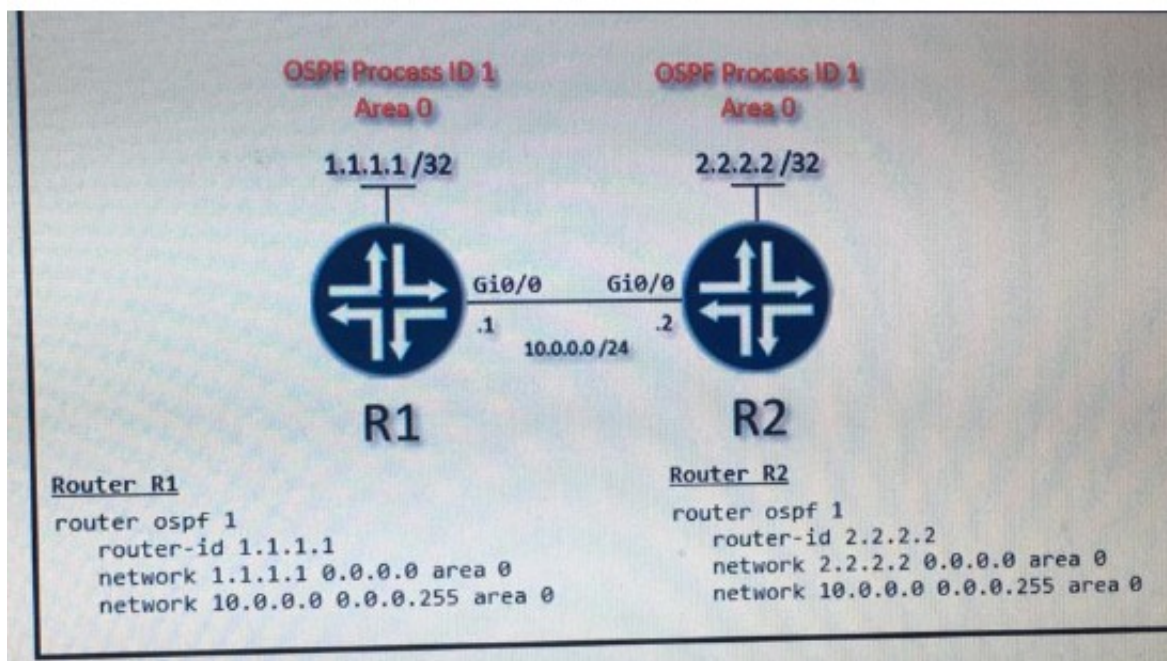 OSPF Process ID 1
Area 0
OSPF Process ID 1
Area 0
1.1.1.1 /32
2.2.2.2 /32
Gi0/0
Gi0/0
.1
.2
10.0.0.0 /24
R1
R2
Router R1
router ospf 1
router-id 1.1.1.1
network 1.1.1.1 0.0.0.0 area 0
network 10.0.0.0 0.0.0.255 area 0
Router R2
router ospf 1
router-id 2.2.2.2
network 2.2.2.2 0.0.0.0 area 0
network 10.0.0.0 0.0.0.255 area 0